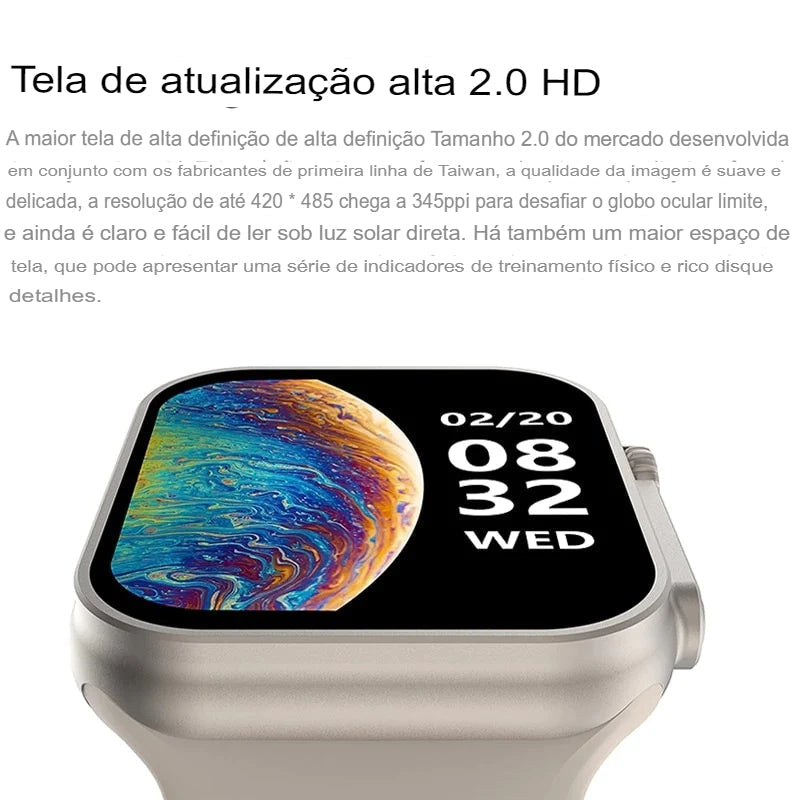 Tela de atualização alta 2.0 HD
A maior tela de alta definição de alta definição Tamanho 2.0 do mercado desenvolvida
em conjunto com os fabricantes de primeira linha de Taiwan, a qualidade da imagem é suave e
delicada, a resolução de até 420 * 485 chega a 345ppi para desafiar o globo ocular limite,
e ainda é claro e fácil de ler sob luz solar direta. Há também um maior espaço de
tela, que pode apresentar uma série de indicadores de treinamento físico e rico disque
detalhes.
02/20
08
32
WED